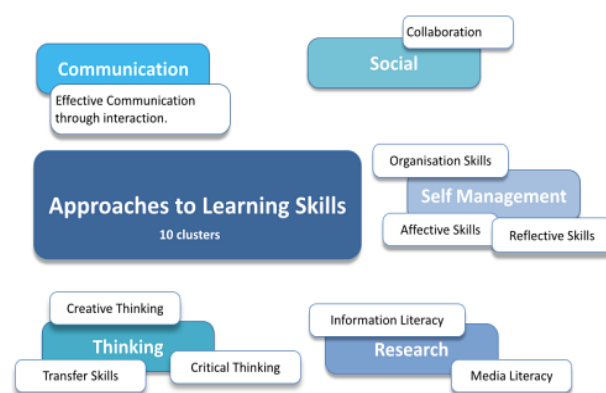 Collaboration
Communication
Social
Effective Communication
through interaction.
Organisation Skills
Approaches to Learning Skills
10 clusters
Self Management
Affective Skills
Reflective Skills
Creative Thinking
Information Literacy
Thinking
Research
Transfer Skills
Critical Thinking
Media Literacy